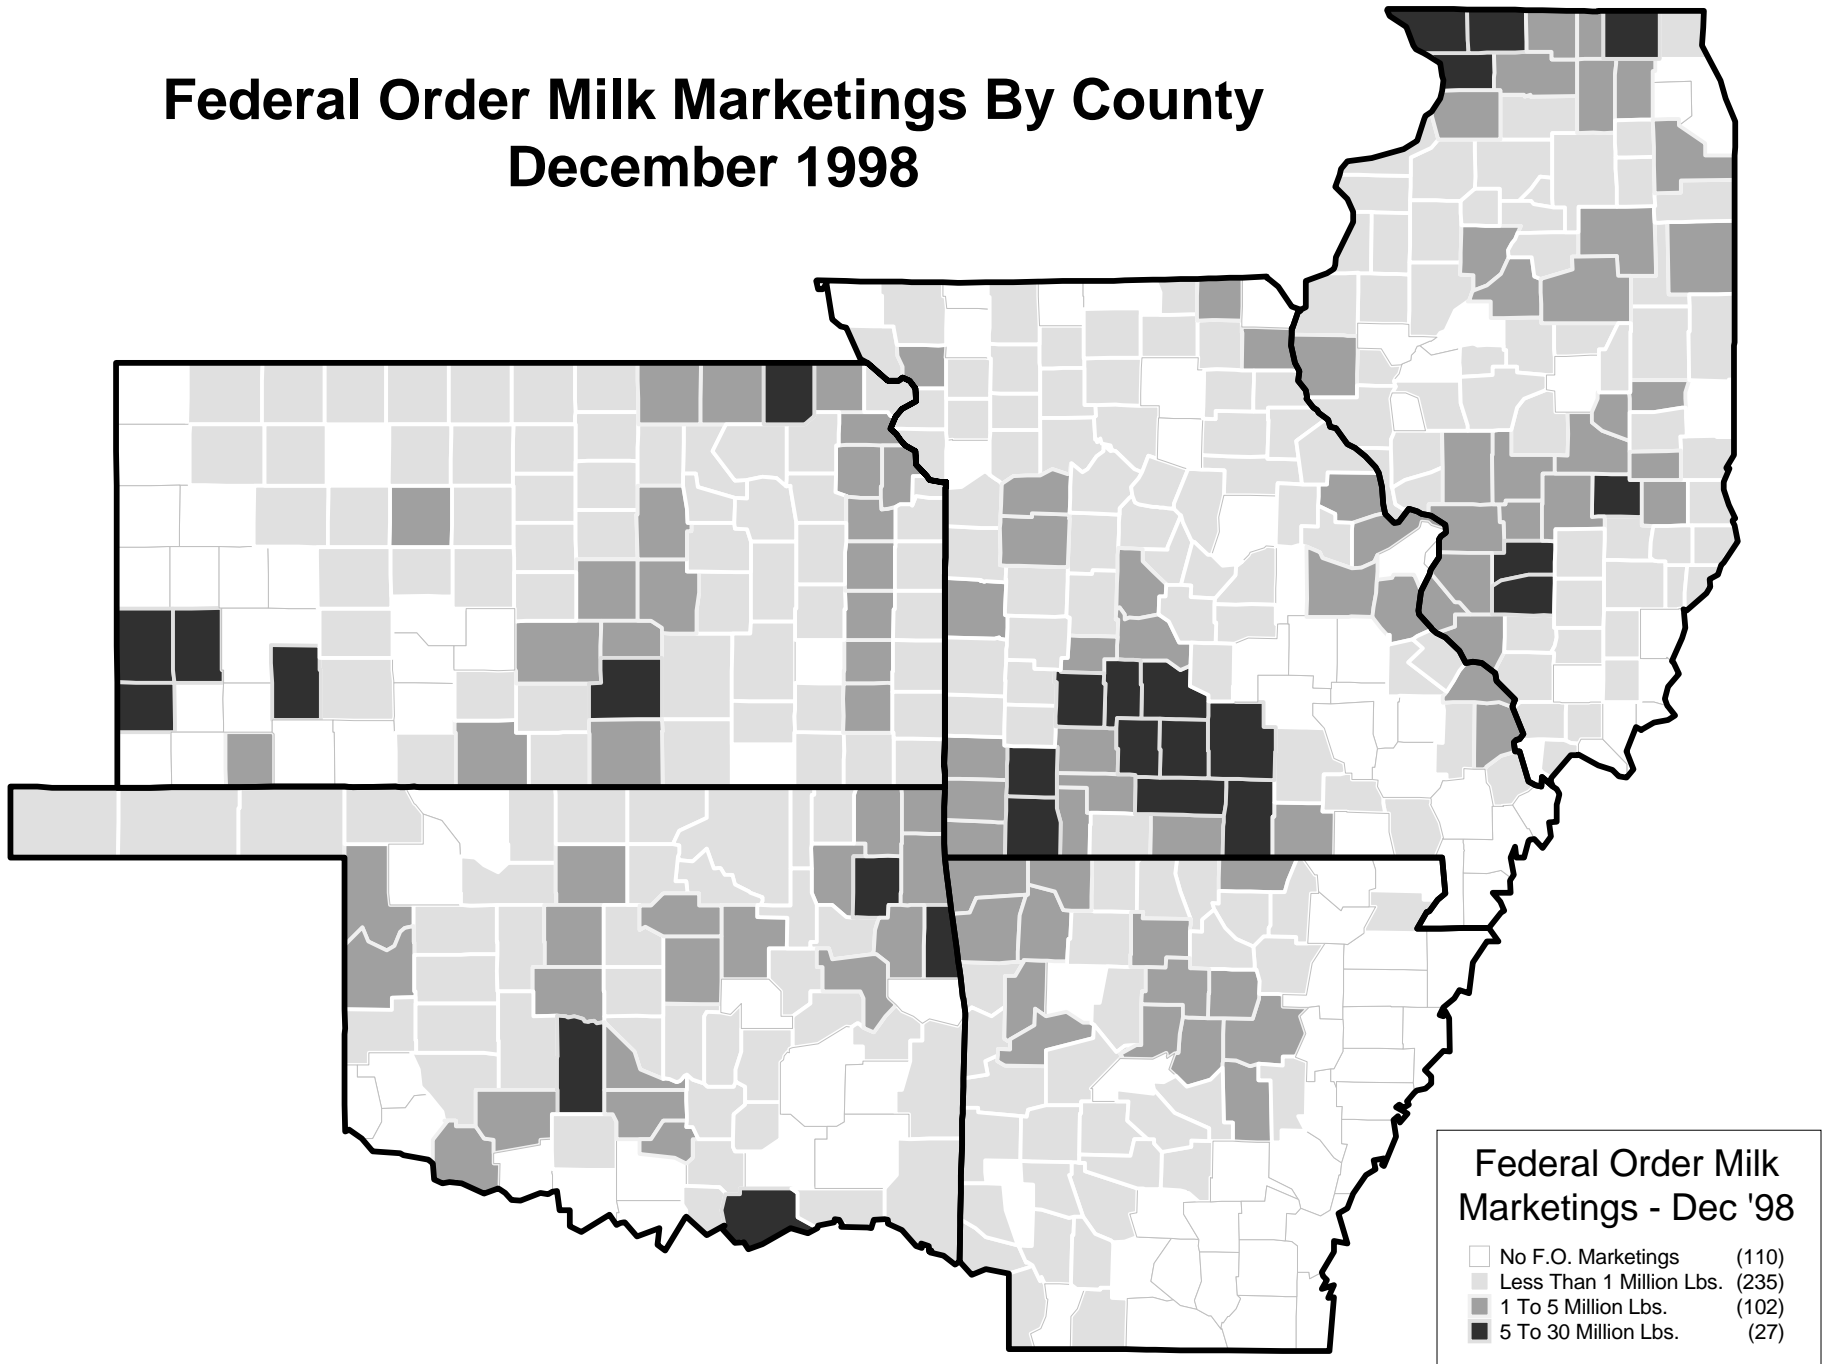 Federal Order Milk Marketings By County
December 1998
Federal Order Milk
Marketings - Dec '98
No F.O. Marketings (110)
Less Than 1 Million Lbs. (235)
1 To 5 Million Lbs. (102)
5 To 30 Million Lbs. (27)